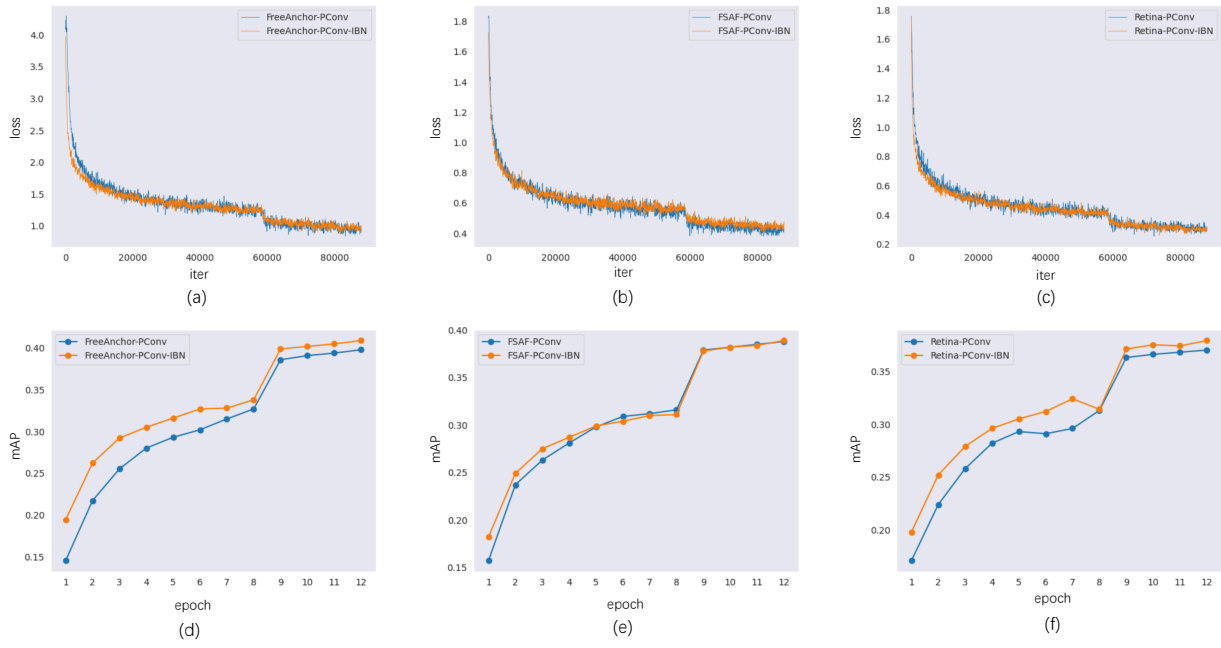 FreeAnchor-PConv
FreeAnchor-PConv-IBN
4.0
3.5
3.0
2.5
2.0
1.5
1.0
loss
0 20000 40000 60000 80000
iter
(a)
FSAF-PConv
FSAF-PConv-IBN
1.8
1.6
1.4
1.2
1.0
0.8
0.6
0.4
loss
0 20000 40000 60000 80000
iter
(b)
Retina-PConv
Retina-PConv-IBN
1.8
1.6
1.4
1.2
1.0
0.8
0.6
0.4
0.2
loss
0 20000 40000 60000 80000
iter
(c)
FreeAnchor-PConv
FreeAnchor-PConv-IBN
0.40
0.35
0.30
0.25
0.20
0.15
mAP
1 2 3 4 5 6 7 8 9 10 11 12
epoch
(d)
FSAF-PConv
FSAF-PConv-IBN
0.40
0.35
0.30
0.25
0.20
0.15
mAP
1 2 3 4 5 6 7 8 9 10 11 12
epoch
(e)
Retina-PConv
Retina-PConv-IBN
0.35
0.30
0.25
0.20
mAP
1 2 3 4 5 6 7 8 9 10 11 12
epoch
(f)